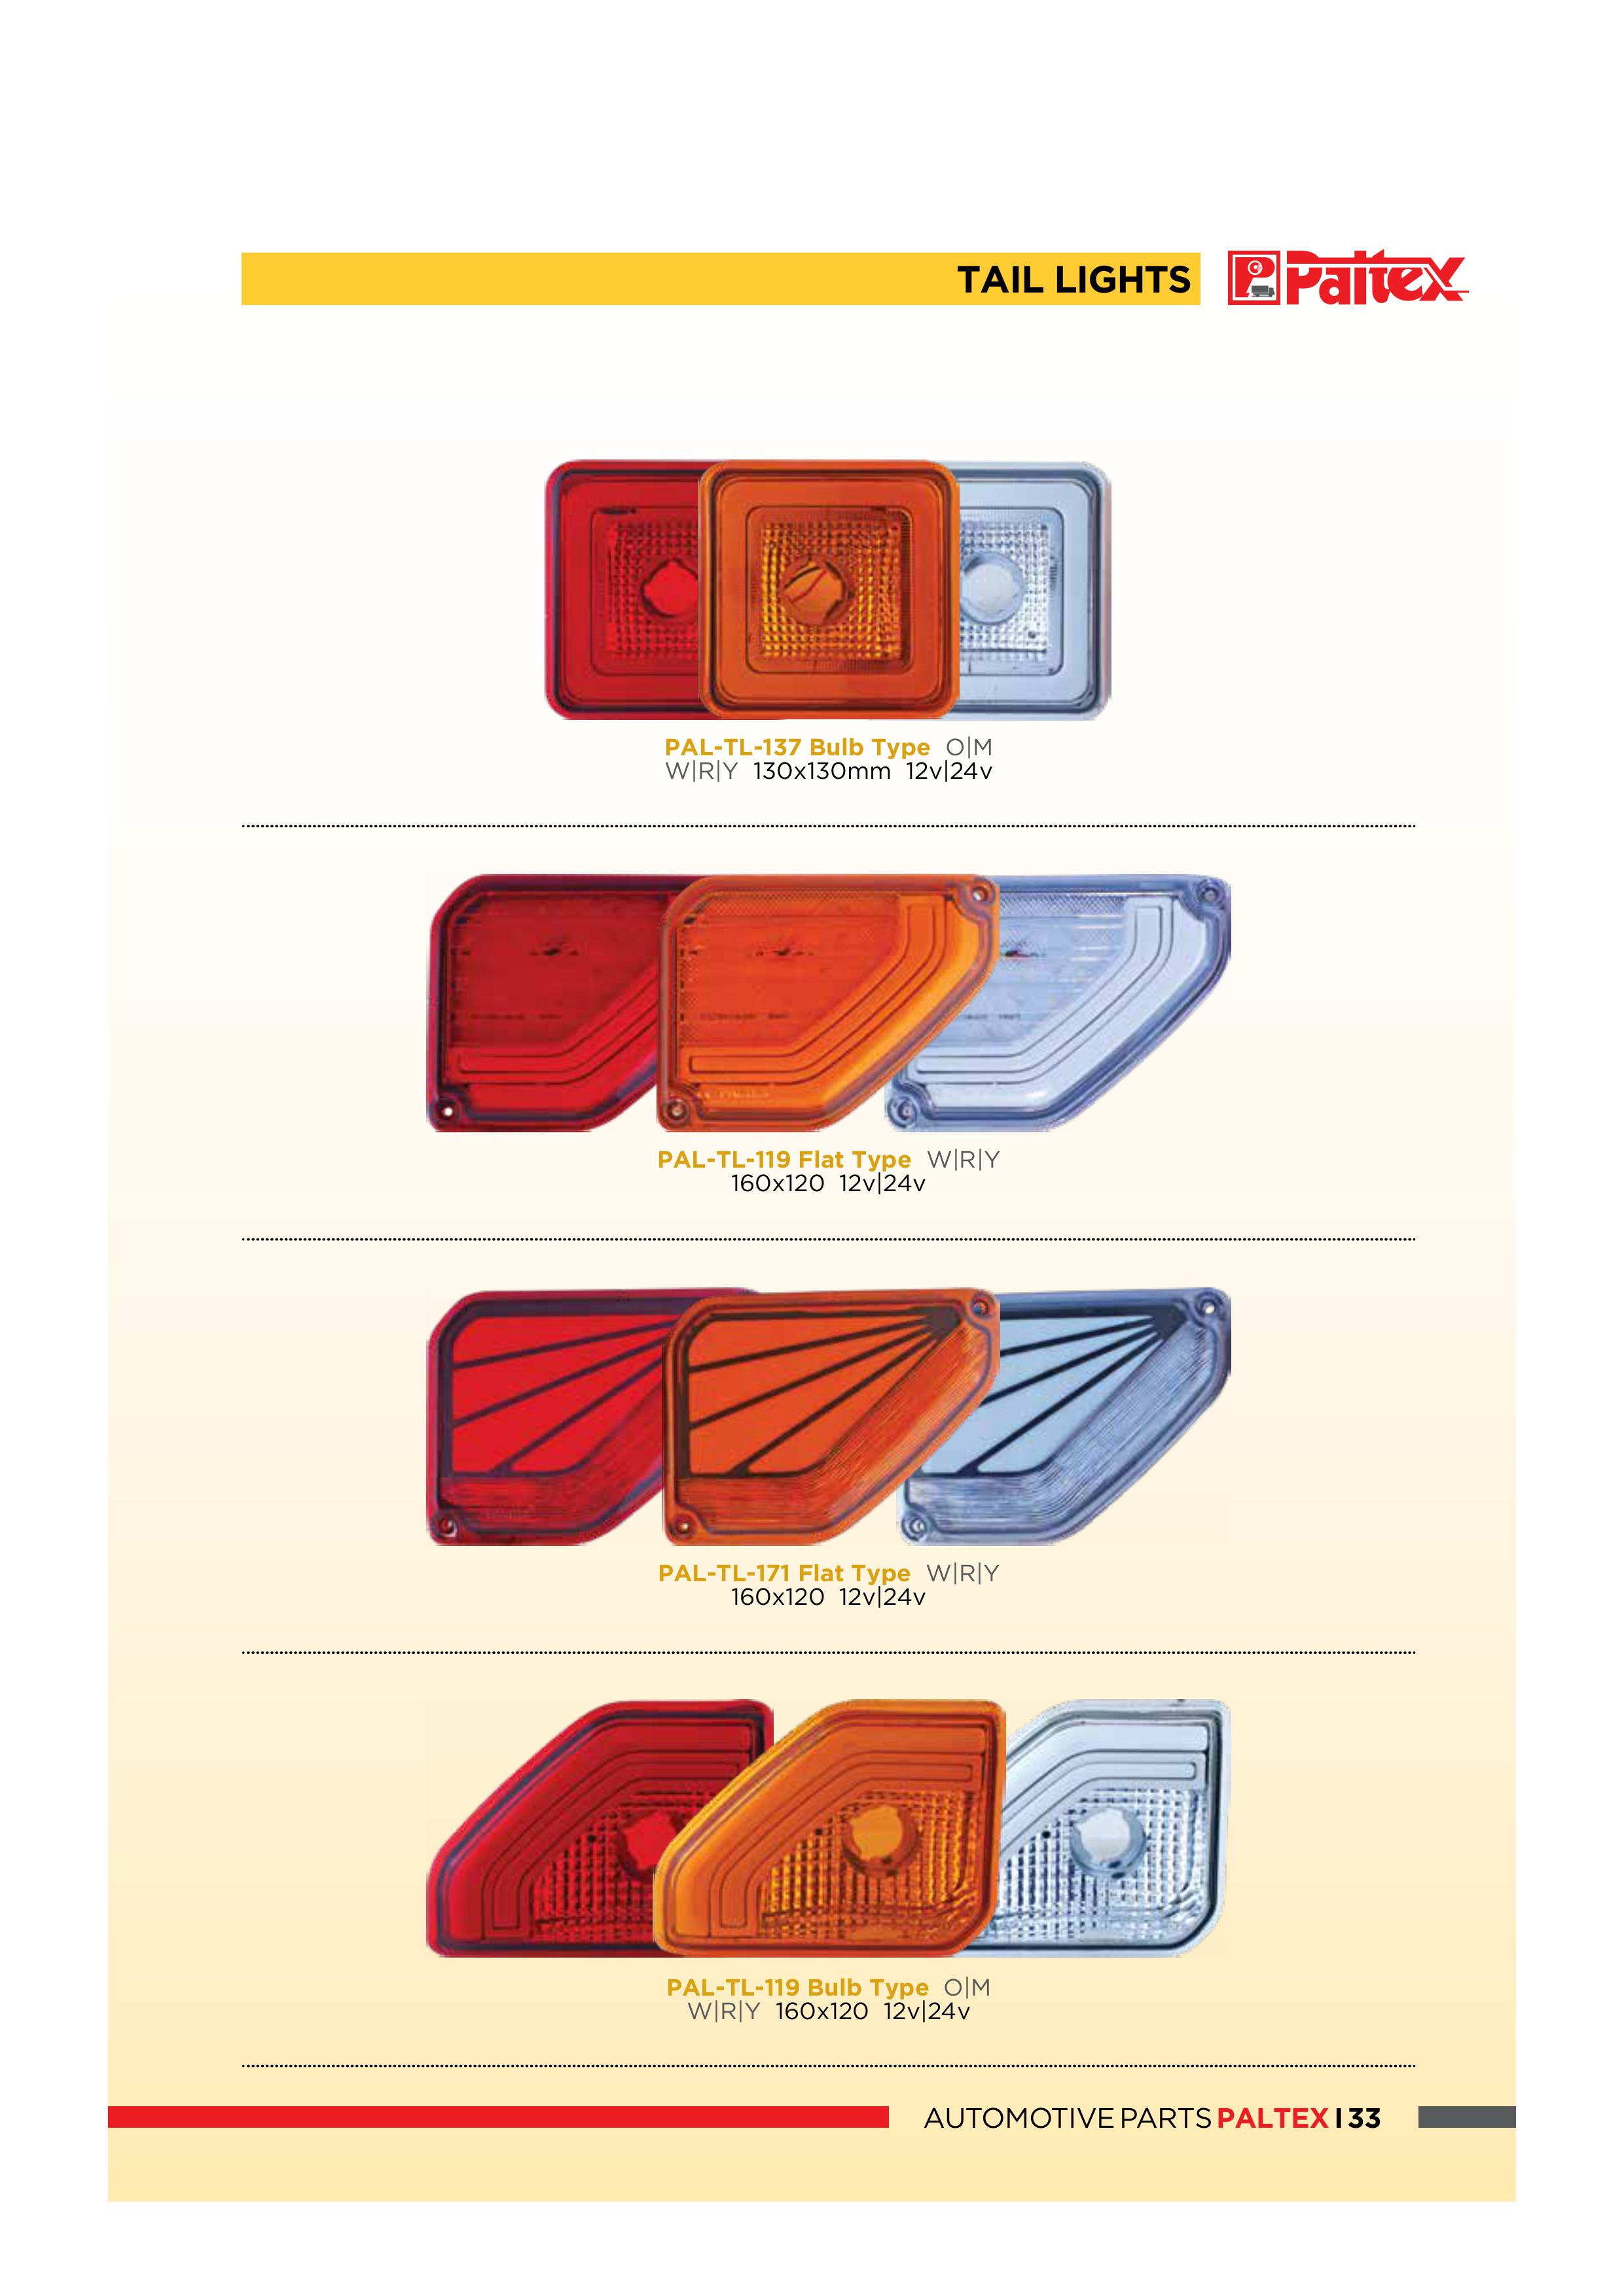 TAIL LIGHTS
Paltex
PAL-TL-137 Bulb Type O|M
W|R|Y 130x130mm 12v|24v
PAL-TL-119 Flat Type W|R|Y
160x120 12v|24v
PAL-TL-171 Flat Type W|R|Y
160x120 12v|24v
PAL-TL-119 Bulb Type O|M
W|R|Y 160x120 12v|24v
AUTOMOTIVE PARTS PALTEX I 33